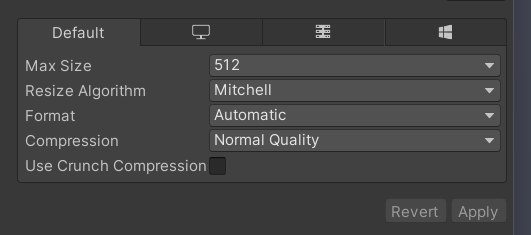 Default
Max Size 512
Resize Algorithm Mitchell
Format Automatic
Compression Normal Quality
Use Crunch Compression
Revert Apply